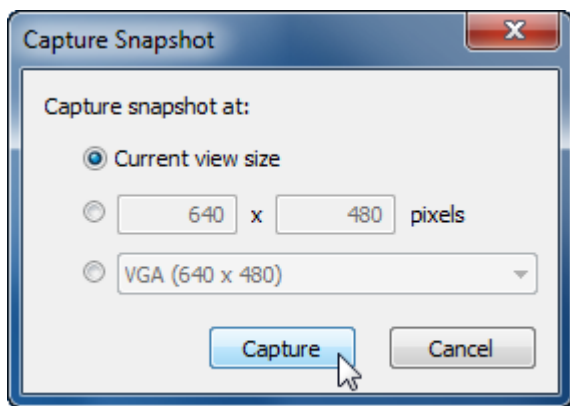 Capture Snapshot
Capture snapshot at:
Current view size
640 x 480 pixels
VGA (640 x 480)
Capture Cancel